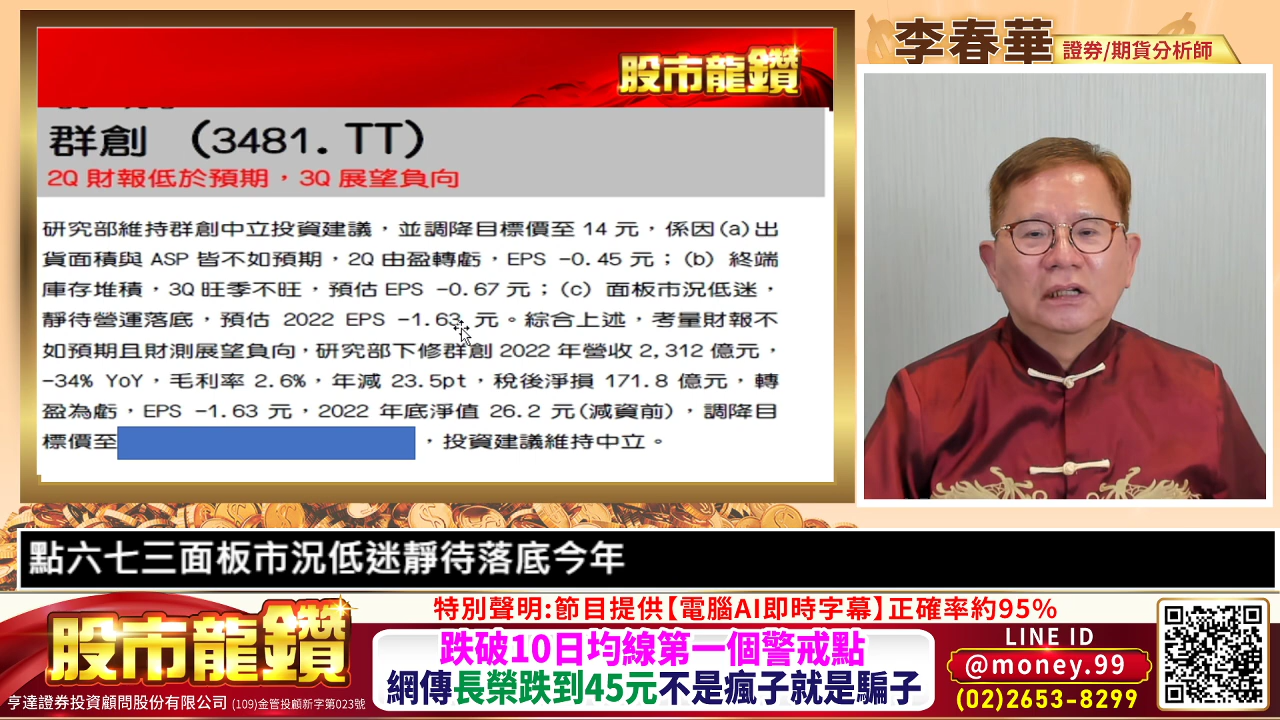 股市龍鑽
李春華
證券/期貨分析師
群創 (3481.TT)
2Q 財報低於預期，3Q 展望負向
研究部維持群創中立投資建議，並調降目標價至 14 元，係因(a)出
貨面積與 ASP 皆不如預期，2Q 由盈轉虧，EPS -0.45 元；(b) 終端
庫存堆積，3Q 旺季不旺，預估 EPS -0.67 元；(c) 面板市況低迷，
靜待營運落底，預估 2022 EPS -1.63 元。綜合上述，考量財報不
如預期且財測展望負向，研究部下修群創 2022 年營收 2,312 億元，
-34% YoY，毛利率 2.6%，年減 23.5pt，稅後淨損 171.8 億元，轉
盈為虧，EPS -1.63 元，2022 年底淨值 26.2 元(減資前)，調降目
標價至 ，投資建議維持中立。
點六七三面板市況低迷靜待落底今年
特別聲明:節目提供【電腦AI即時字幕】正確率約95%
股市龍鑽
亨達證券投資顧問股份有限公司 (109)金管投顧新字第023號
跌破10日均線第一個警戒點
網傳長榮跌到45元不是瘋子就是騙子
LINE ID
@money.99
(02)2653-8299